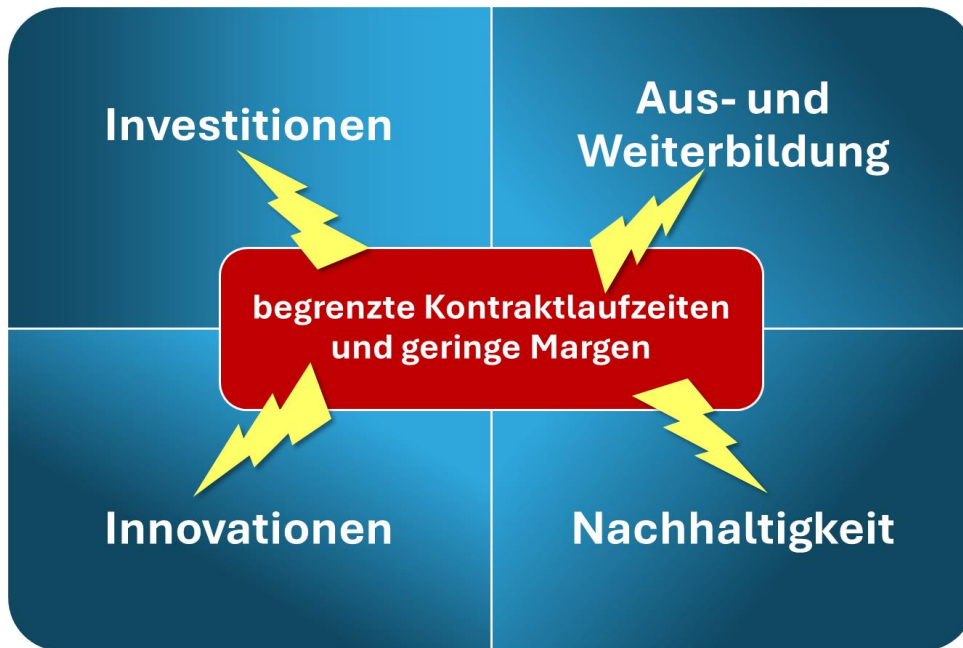 Investitionen
Aus- und
Weiterbildung
begrenzte Kontraktlaufzeiten
und geringe Margen
Innovationen
Nachhaltigkeit